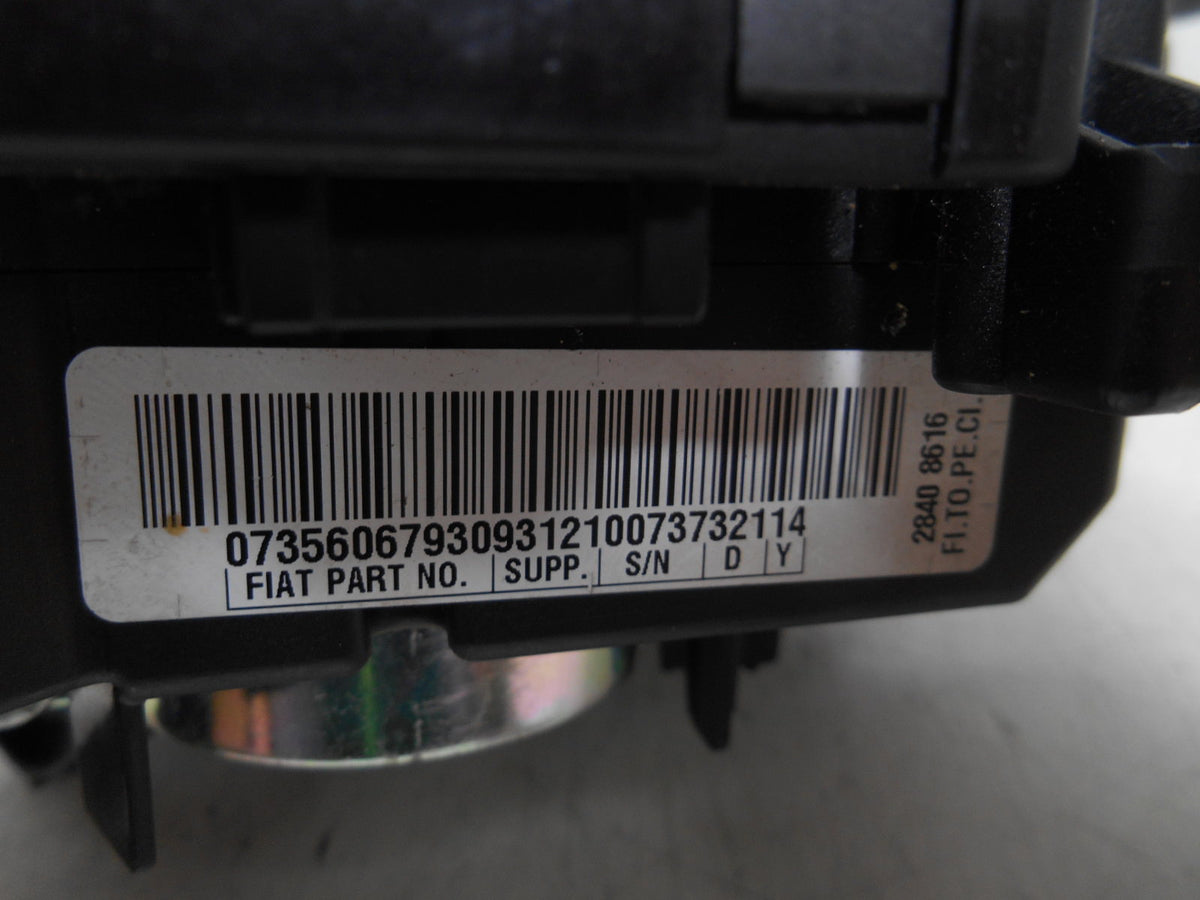 07356067930931210073732114
FIAT PART NO. SUPP. S/N D Y
2840 8616
FI.TO.PE.CI.